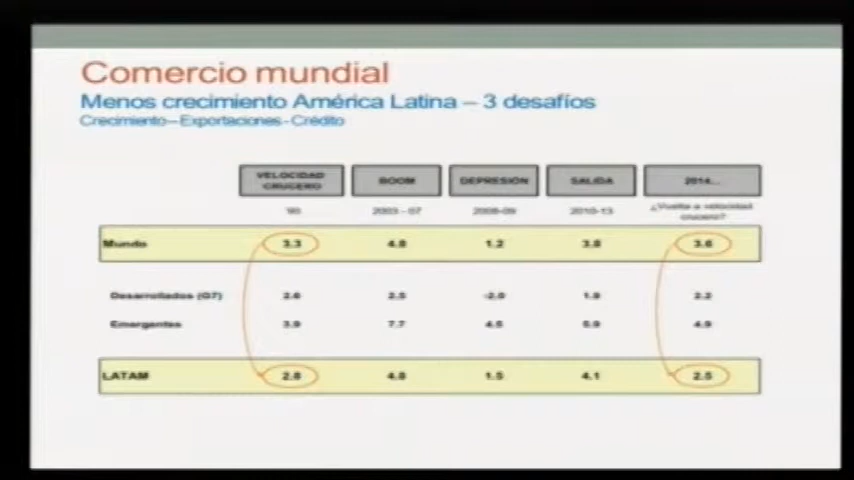 Comercio mundial
Menos crecimiento América Latina – 3 desafíos
Crecimiento – Exportaciones - Crédito
VELOCIDAD CRUCERO BOOM DEPRESIÓN SALIDA 2014...
'90 2003 - 07 2008-09 2010-13 ¿Vuelta a velocidad crucero?
Mundo 3.3 4.8 1.2 3.8 3.6
Desarrollados (G7) 2.6 2.5 -2.0 1.9 2.2
Emergentes 3.9 7.7 4.5 5.9 4.9
LATAM 2.8 4.8 1.5 4.1 2.5